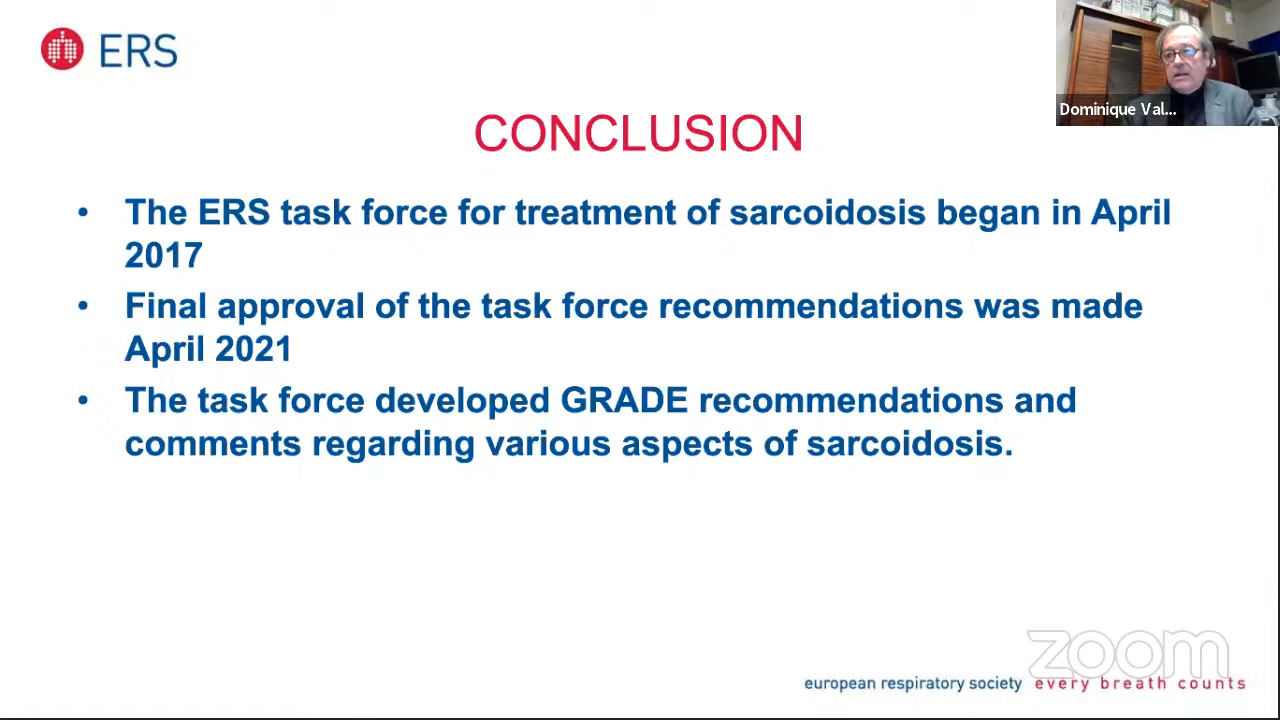 ERS
Dominique Val...
CONCLUSION
• The ERS task force for treatment of sarcoidosis began in April
2017
• Final approval of the task force recommendations was made
April 2021
• The task force developed GRADE recommendations and
comments regarding various aspects of sarcoidosis.
zoom
european respiratory society every breath counts